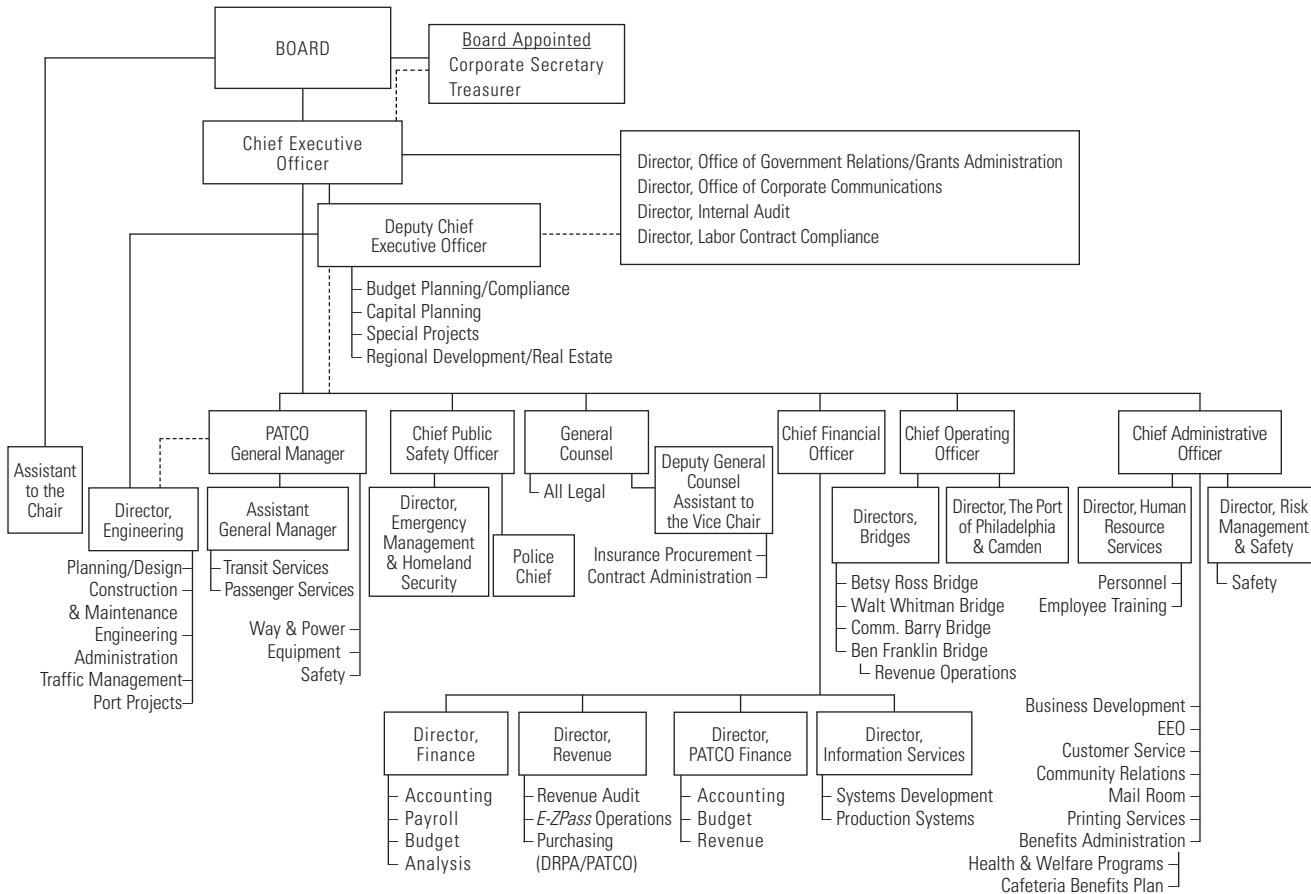 BOARD
Board Appointed
Corporate Secretary
Treasurer
Chief Executive
Officer
Director, Office of Government Relations/Grants Administration
Director, Office of Corporate Communications
Director, Internal Audit
Director, Labor Contract Compliance
Deputy Chief
Executive Officer
Budget Planning/Compliance
Capital Planning
Special Projects
Regional Development/Real Estate
Assistant
to the
Chair
PATCO
General Manager
Chief Public
Safety Officer
General
Counsel
Chief Financial
Officer
Chief Operating
Officer
Chief Administrative
Officer
Director,
Engineering
Planning/Design
Construction
& Maintenance
Engineering
Administration
Traffic Management
Port Projects
Assistant
General Manager
Transit Services
Passenger Services
Way & Power
Equipment
Safety
Director,
Emergency
Management
& Homeland
Security
Police
Chief
All Legal
Deputy General
Counsel
Assistant to
the Vice Chair
Insurance Procurement
Contract Administration
Directors,
Bridges
Betsy Ross Bridge
Walt Whitman Bridge
Comm. Barry Bridge
Ben Franklin Bridge
Revenue Operations
Director, The Port
of Philadelphia
& Camden
Director, Human
Resource
Services
Personnel
Employee Training
Director, Risk
Management
& Safety
Safety
Director,
Finance
Accounting
Payroll
Budget
Analysis
Director,
Revenue
Revenue Audit
E-ZPass Operations
Purchasing
(DRPA/PATCO)
Director,
PATCO Finance
Accounting
Budget
Revenue
Director,
Information Services
Systems Development
Production Systems
Business Development
EEO
Customer Service
Community Relations
Mail Room
Printing Services
Benefits Administration
Health & Welfare Programs
Cafeteria Benefits Plan